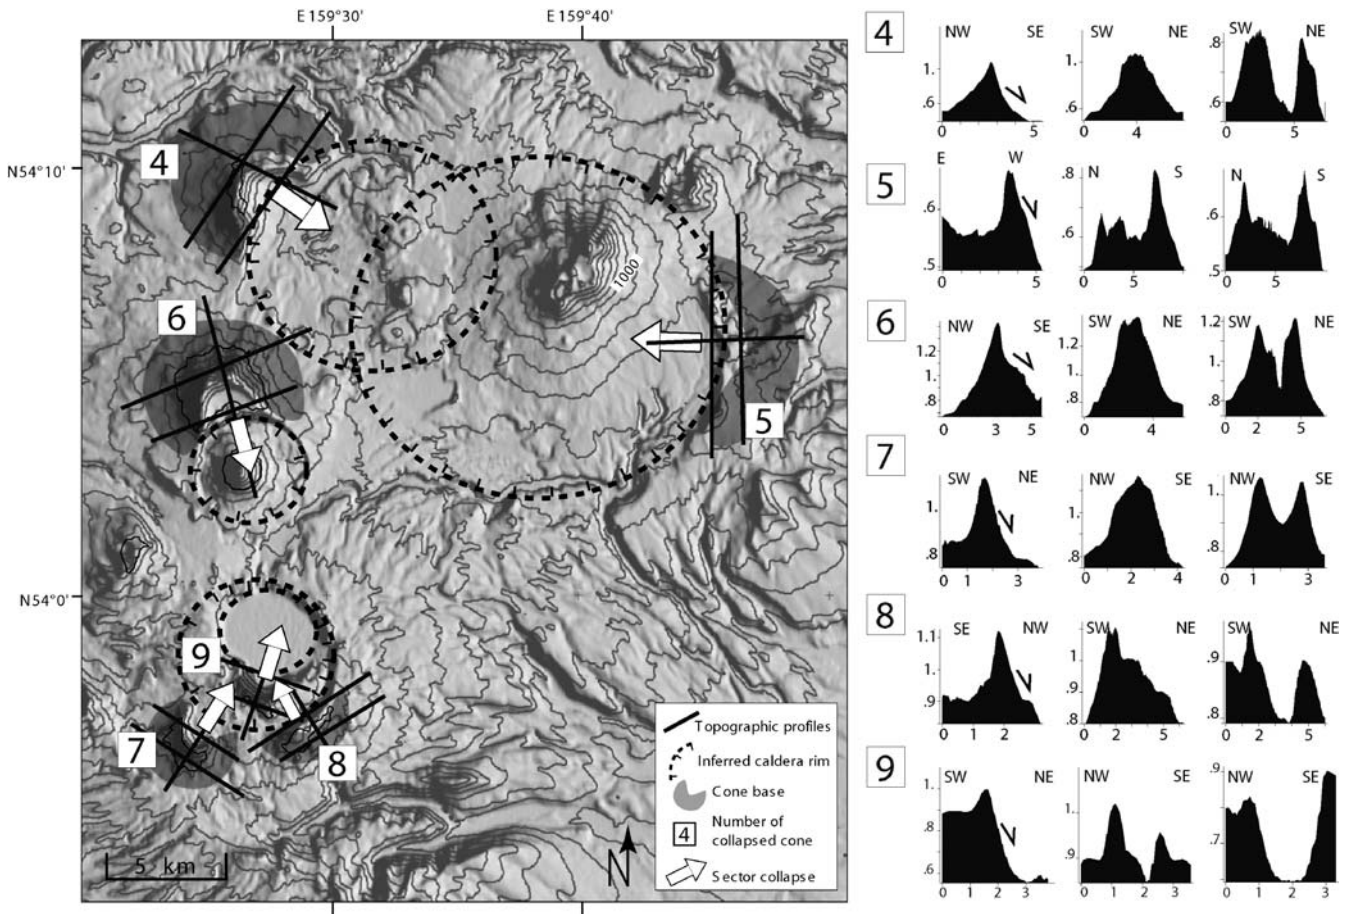 E 159°30' E 159°40'
N54°10'
N54°0'
4
6
5
1000
9
7
8
5 km
N
Topographic profiles
Inferred caldera rim
Cone base
4 Number of
collapsed cone
Sector collapse
4
NW SE
1.
.6
0 5
SW NE
1.
.6
4
SW NE
.8
.6
0 5
5
E W
.6
.5
0 5
N S
.8
.6
5
N S
.6
.5
0 5
6
NW SE
1.2
1.
.8
3
SW NE
1.2
1.
.8
0 4
SW NE
1.2
1.
.8
0 2 5
7
SW NE
1.
.8
0 1 3
NW SE
1.
.8
0 2 4
NW SE
1.
.8
0 3
8
SE NW
1.1
1.
.9
0 1 2
SW NE
1.
.9
.8
0 2 5
SW NE
.9
.8
0 2 5
9
SW NE
1.
.8
.6
0 1 2 3
NW SE
1.
.9
0 1 2 3
NW SE
.9
.7
0 1 2 3